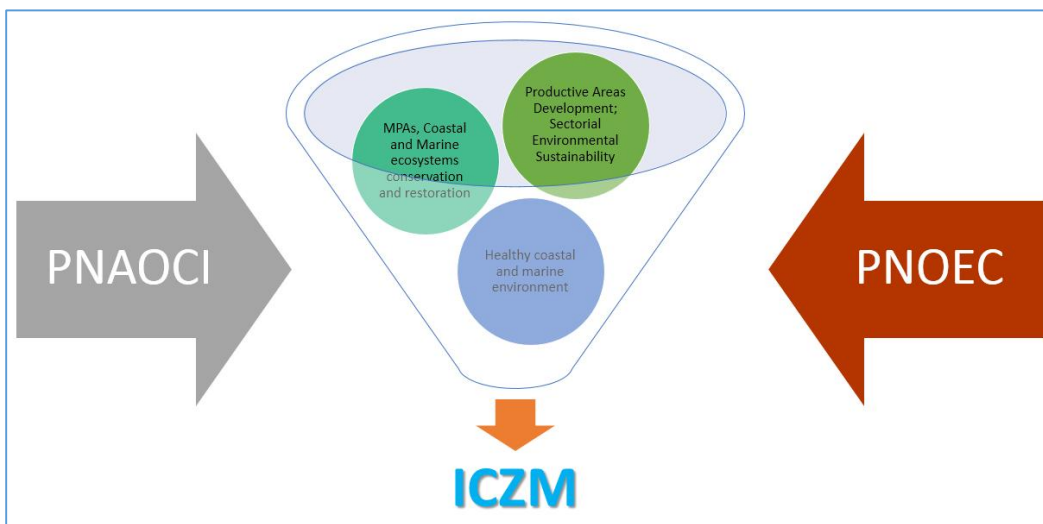 PNAOCI
MPAs, Coastal
and Marine
ecosystems
conservation
and restoration
Productive Areas
Development;
Sectorial
Environmental
Sustainability
Healthy coastal
and marine
environment
PNOEC
ICZM